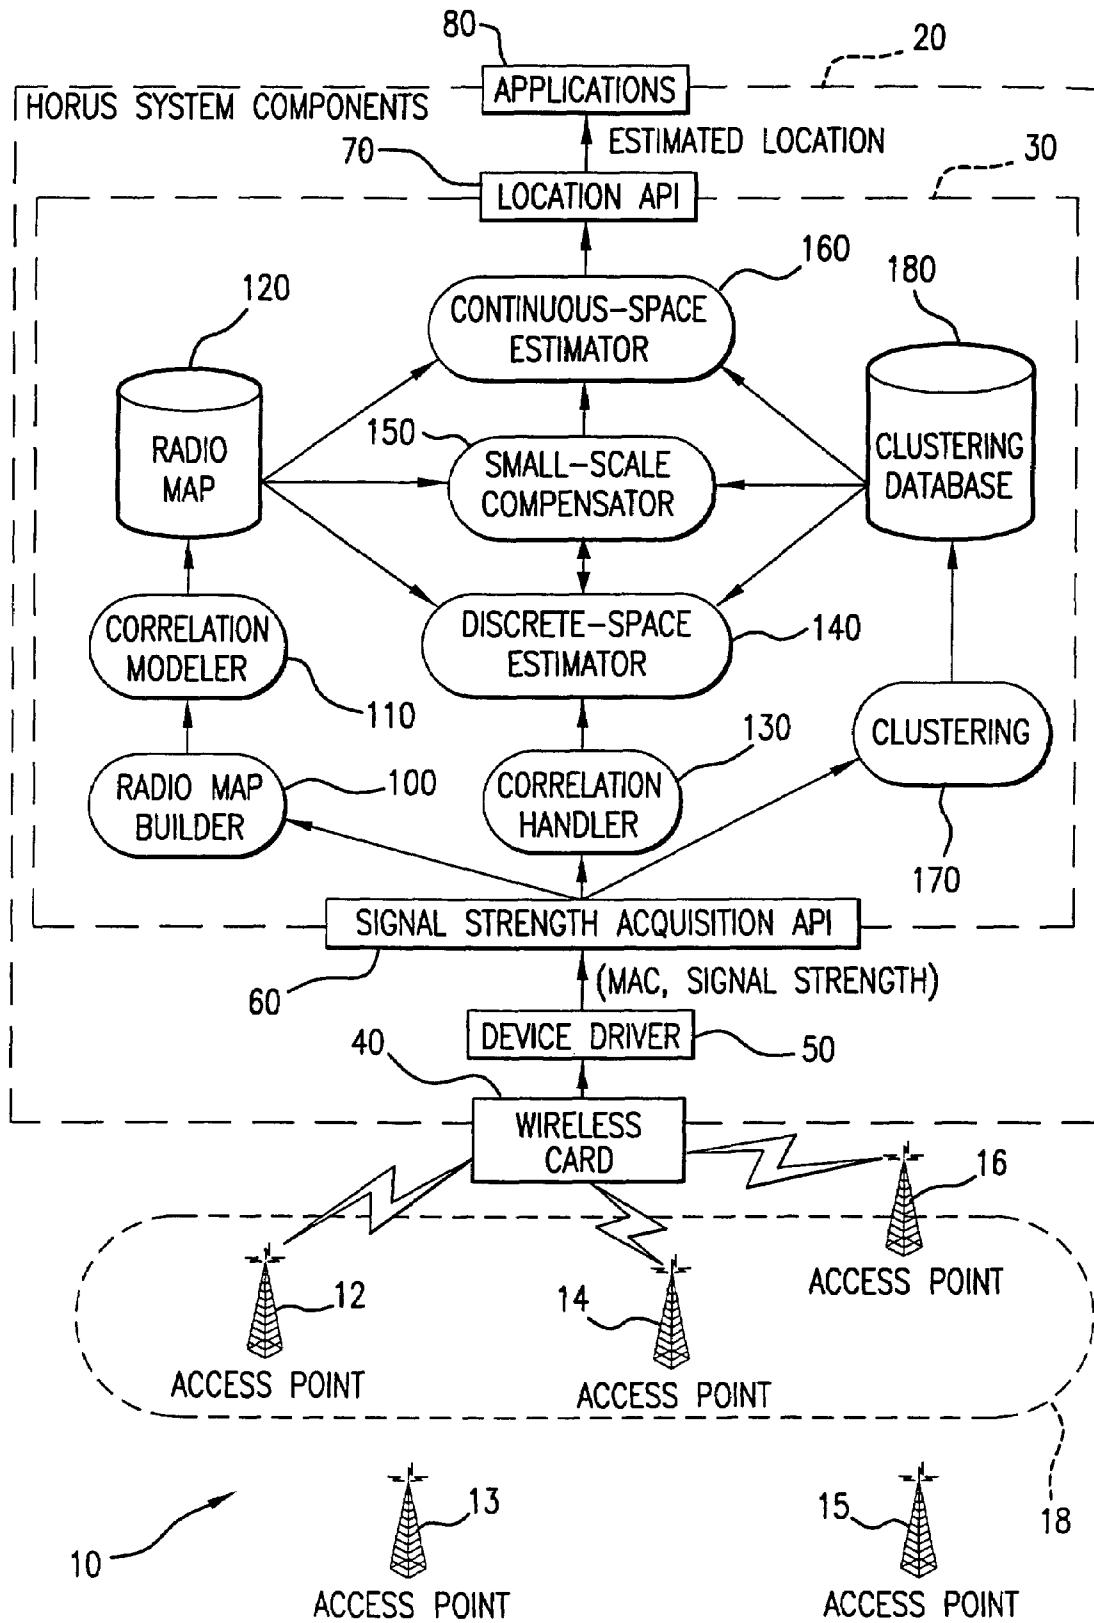 80
20
APPLICATIONS
HORUS SYSTEM COMPONENTS
ESTIMATED LOCATION
70
30
LOCATION API
160
180
120
CONTINUOUS-SPACE
ESTIMATOR
150
RADIO
MAP
SMALL-SCALE
COMPENSATOR
CLUSTERING
DATABASE
CORRELATION
MODELER
DISCRETE-SPACE
ESTIMATOR
140
110
130
CLUSTERING
RADIO MAP
BUILDER
100
CORRELATION
HANDLER
170
SIGNAL STRENGTH ACQUISITION API
60
(MAC, SIGNAL STRENGTH)
40
DEVICE DRIVER
50
WIRELESS
CARD
16
ACCESS POINT
12
14
ACCESS POINT
ACCESS POINT
13
15
18
10
ACCESS POINT
ACCESS POINT